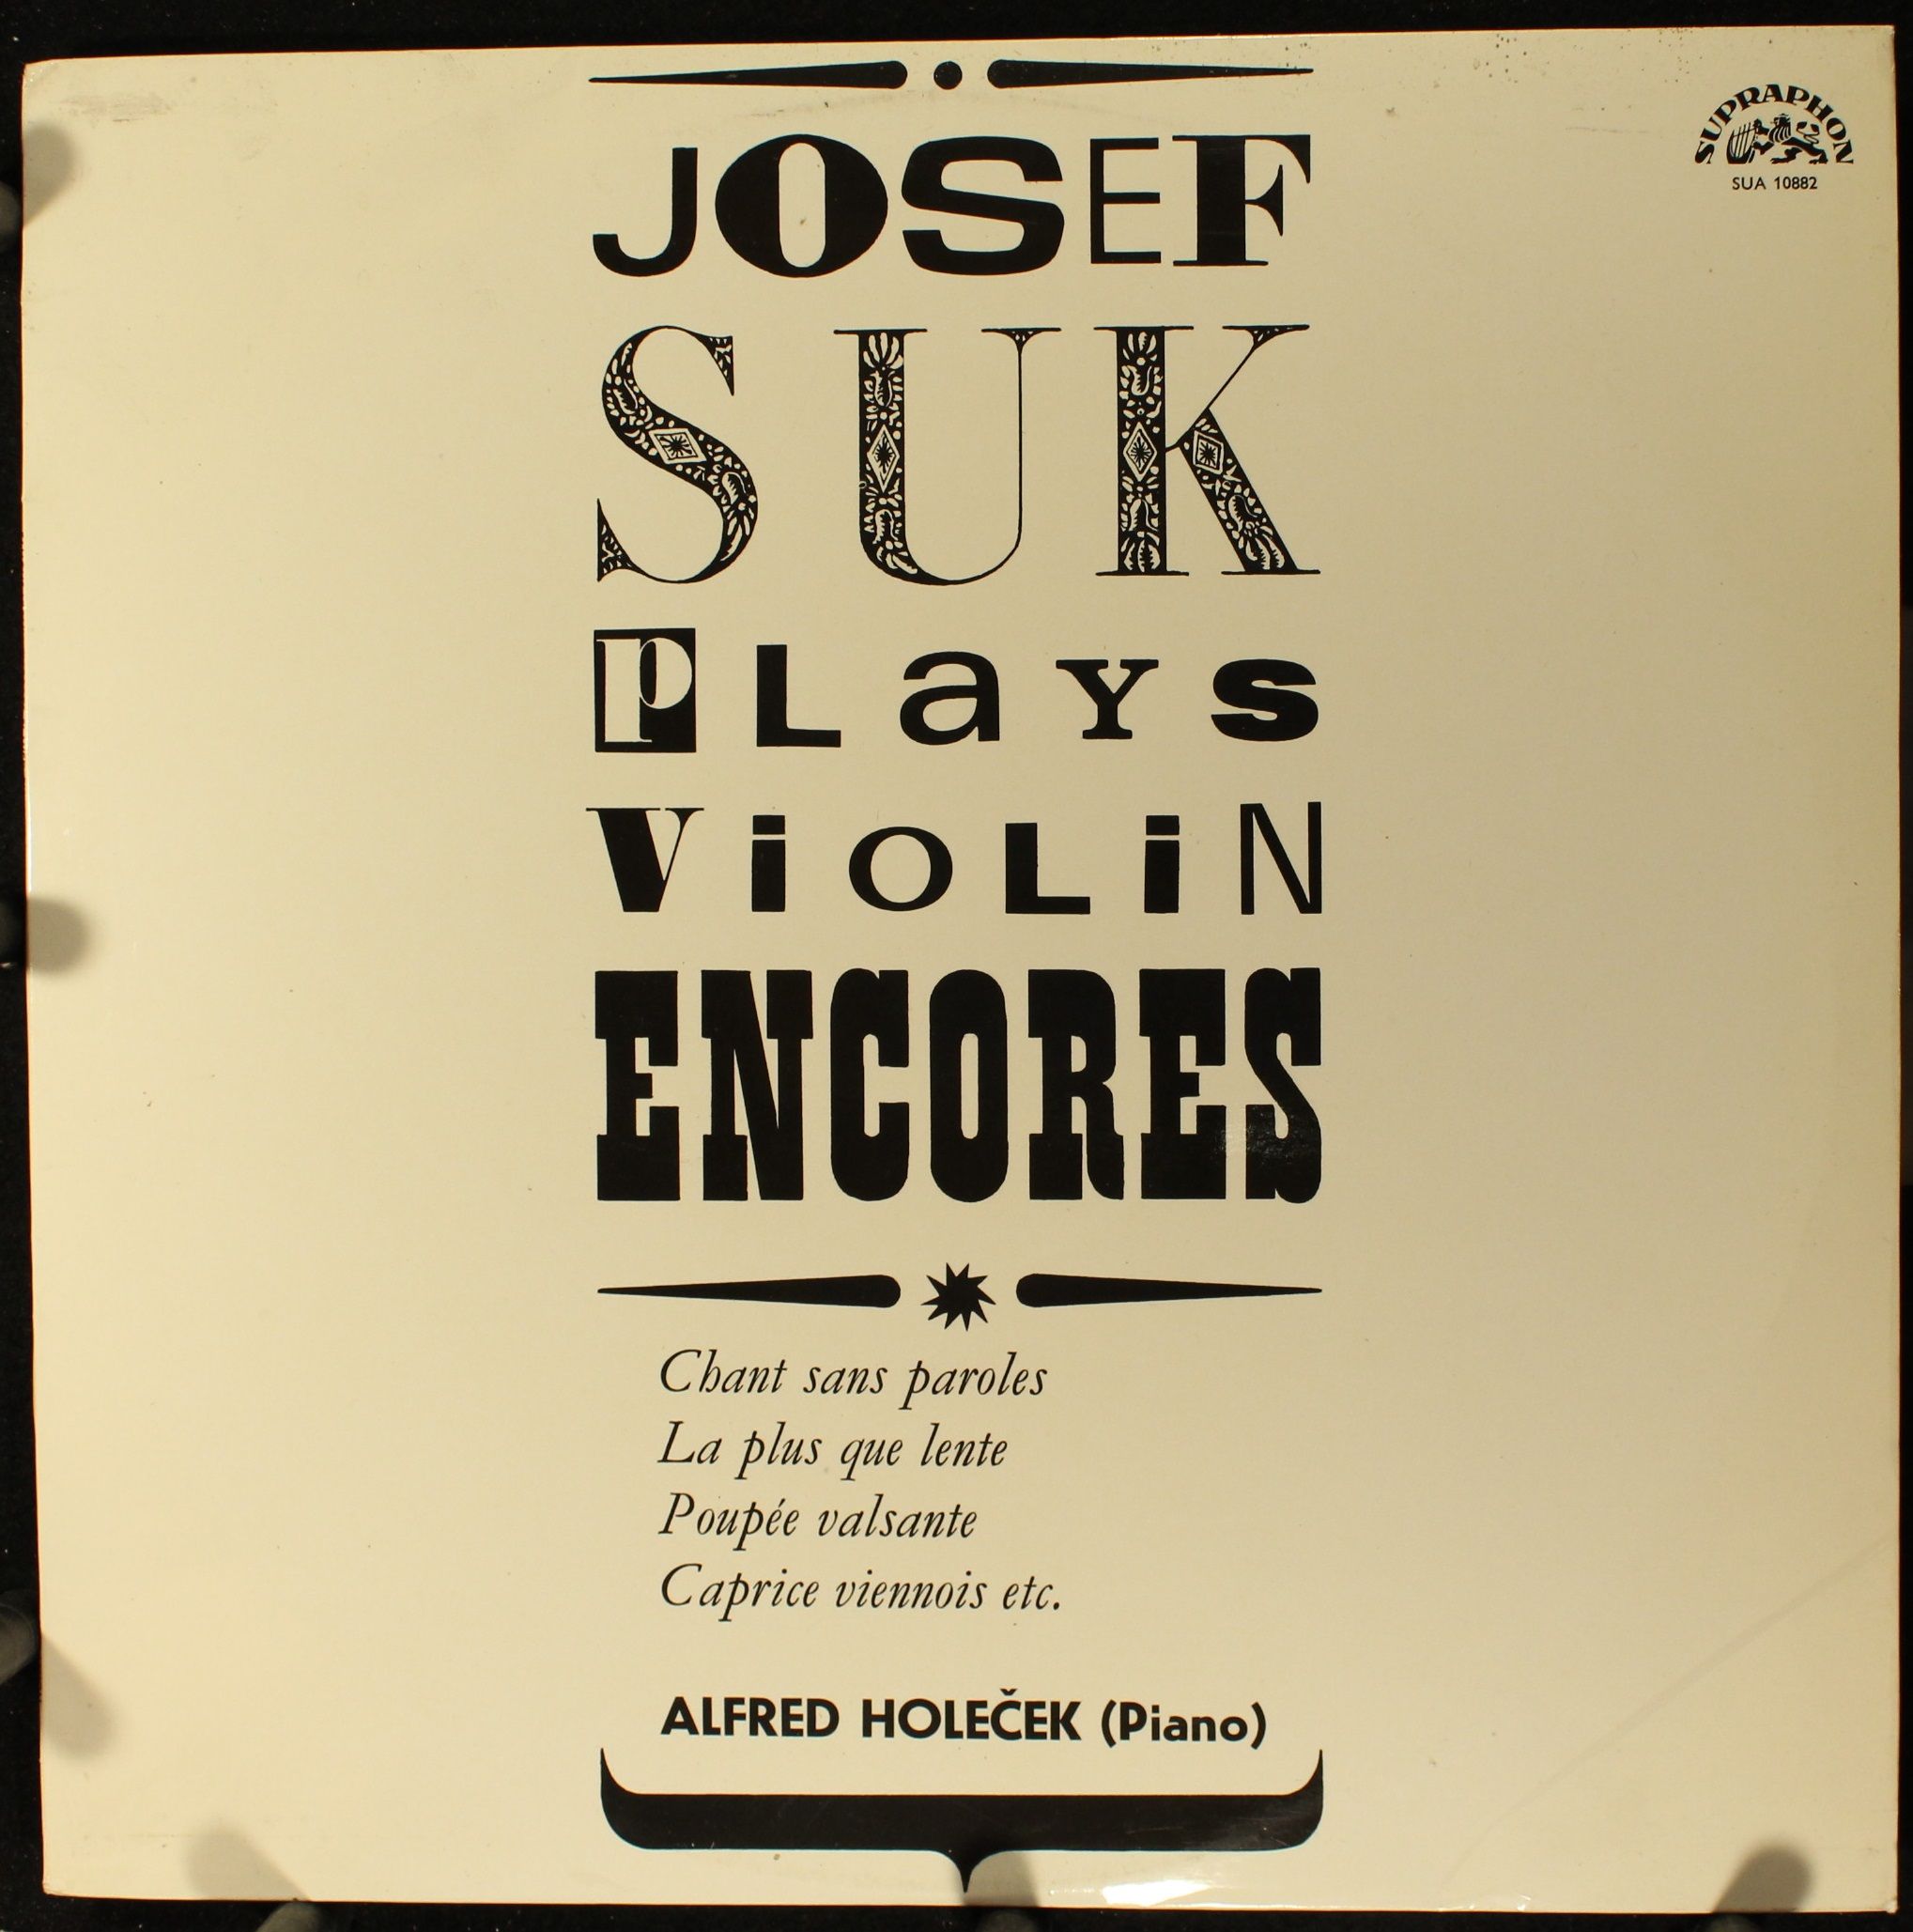 SUPRAPHON
SUA 10882
JOSEF
SUK
PLaYs
ViOLiN
ENCORES
Chant sans paroles
La plus que lente
Poupée valsante
Caprice viennois etc.
ALFRED HOLEČEK (Piano)